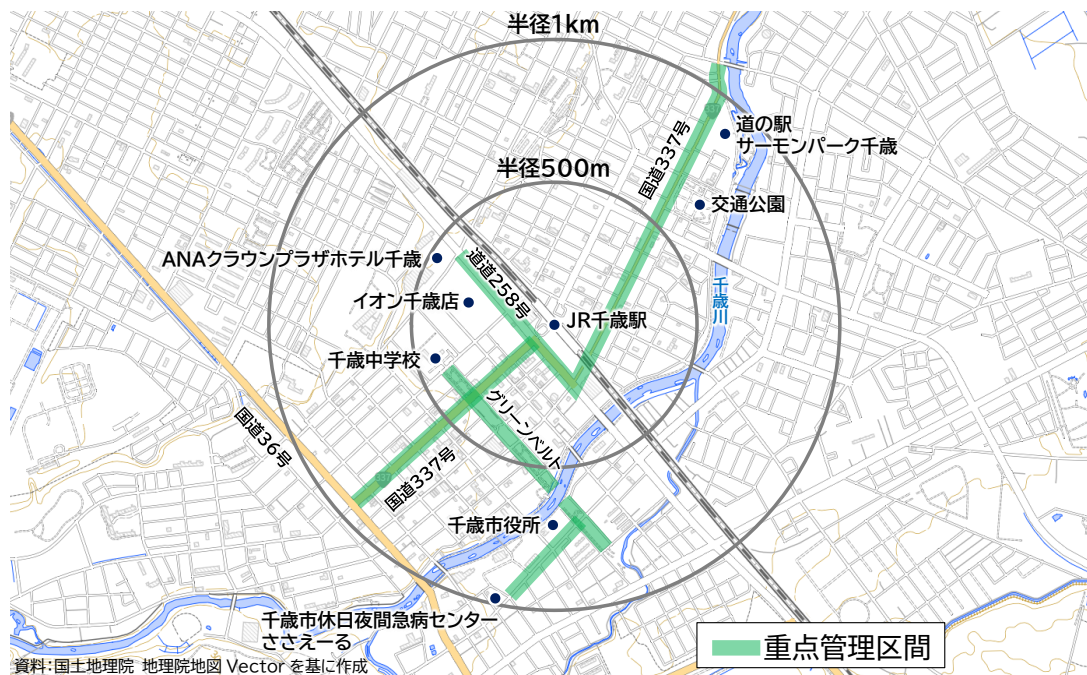 半径1km
道の駅
サーモンパーク千歳
国道337号
半径500m
交通公園
ANAクラウンプラザホテル千歳
道道258号
千歳川
イオン千歳店
JR千歳駅
千歳中学校
グリーンベルト
国道36号
国道337号
千歳市役所
千歳市休日夜間急病センター
ささえーる
重点管理区間
資料：国土地理院 地理院地図 Vector を基に作成